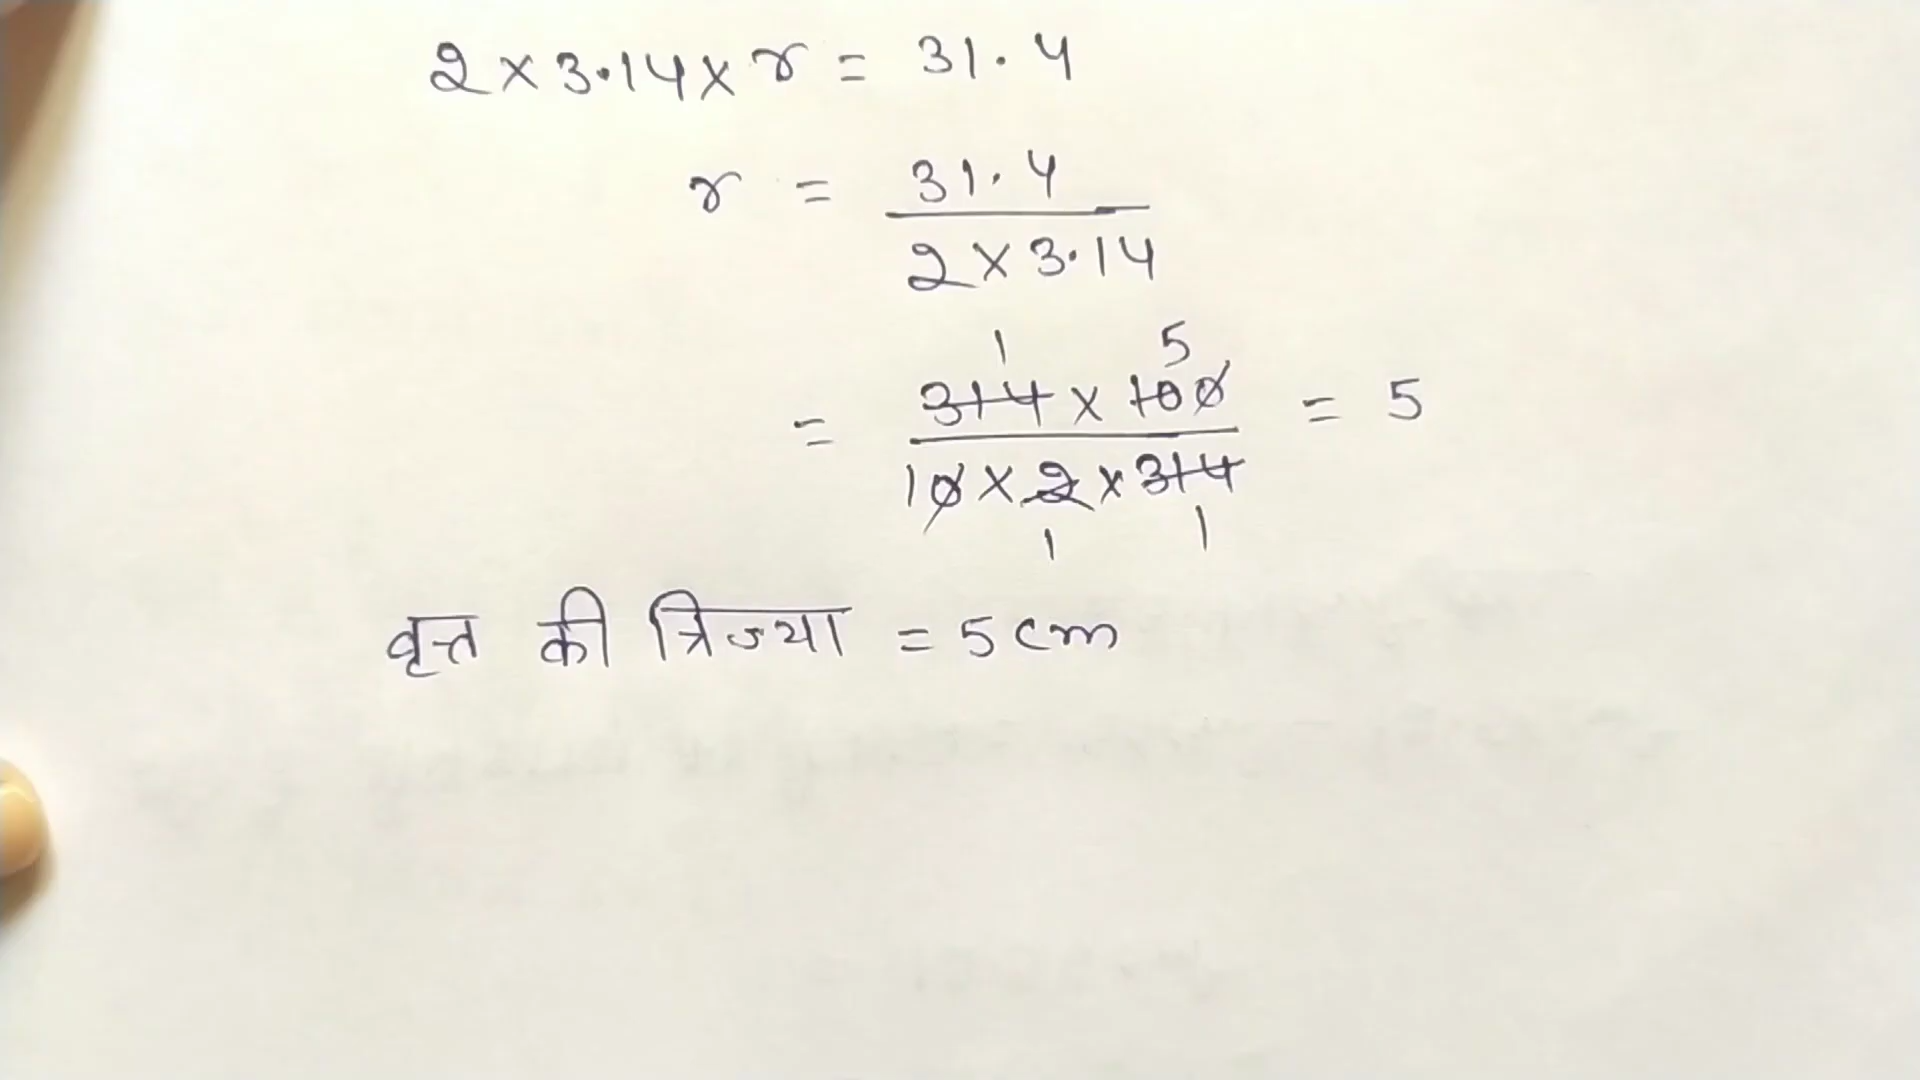 2 × 3.14 × r = 31.4
r = 31.4 / 2 × 3.14
1 5
= 314 × 100 / 10 × 2 × 314 = 5
1 1
वृत्त की त्रिज्या = 5 cm